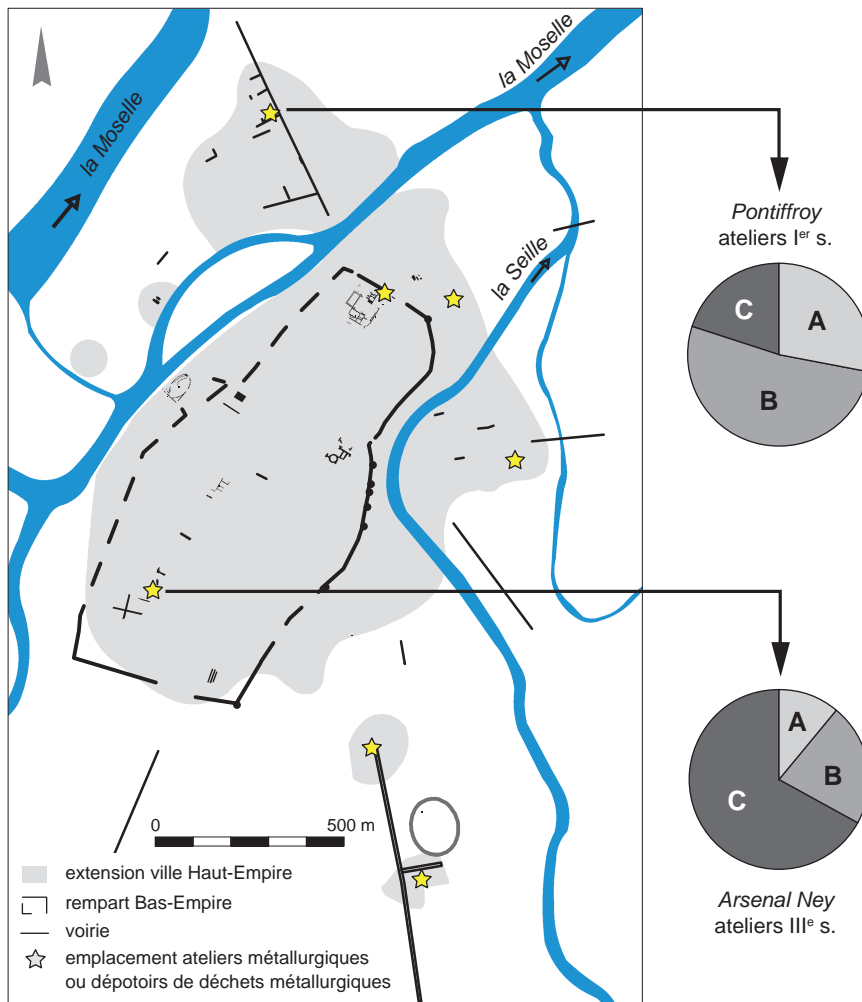 la Moselle
la Moselle
la Seille
Pontiffroy
ateliers Ier s.
C
A
B
A
B
C
Arsenal Ney
ateliers IIIe s.
0 500 m
extension ville Haut-Empire
rempart Bas-Empire
voirie
emplacement ateliers métallurgiques
ou dépotoirs de déchets métallurgiques